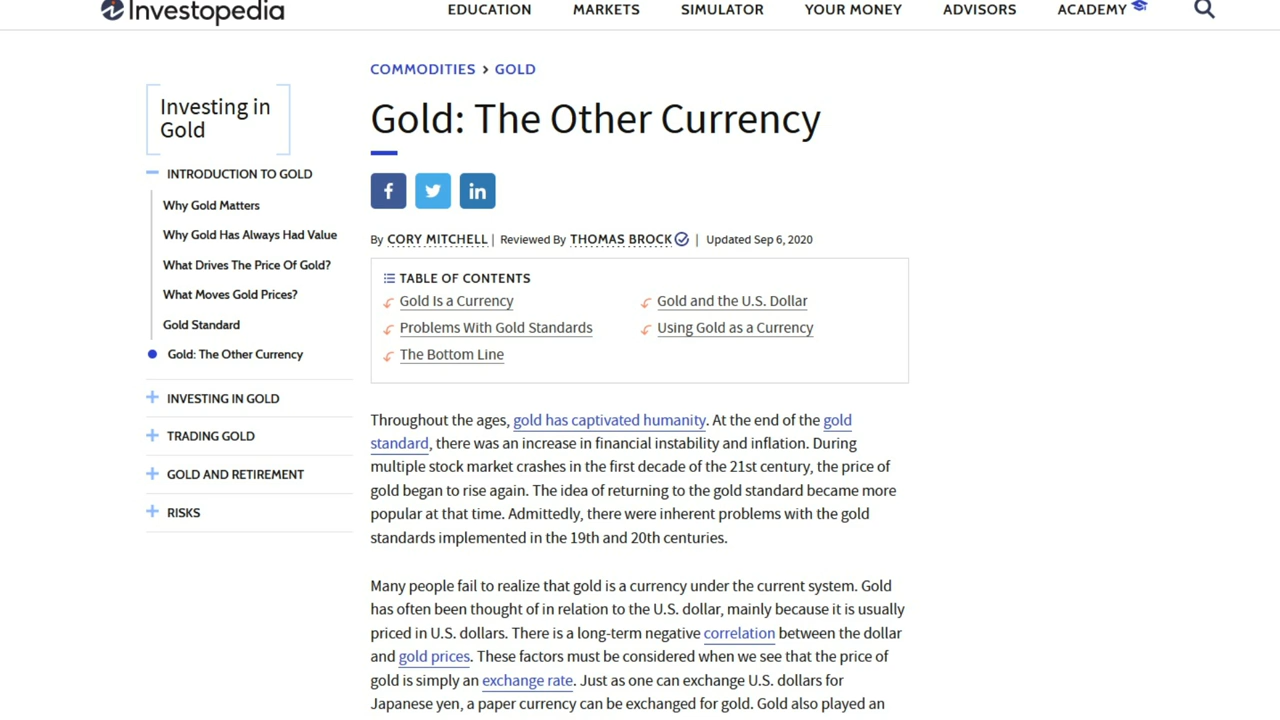 Investopedia
EDUCATION MARKETS SIMULATOR YOUR MONEY ADVISORS ACADEMY
COMMODITIES > GOLD
Investing in
Gold
INTRODUCTION TO GOLD
Why Gold Matters
Why Gold Has Always Had Value
What Drives The Price Of Gold?
What Moves Gold Prices?
Gold Standard
Gold: The Other Currency
INVESTING IN GOLD
TRADING GOLD
GOLD AND RETIREMENT
RISKS
Gold: The Other Currency
By CORY MITCHELL | Reviewed By THOMAS BROCK | Updated Sep 6, 2020
TABLE OF CONTENTS
Gold Is a Currency
Gold and the U.S. Dollar
Problems With Gold Standards
Using Gold as a Currency
The Bottom Line
Throughout the ages, gold has captivated humanity. At the end of the gold
standard, there was an increase in financial instability and inflation. During
multiple stock market crashes in the first decade of the 21st century, the price of
gold began to rise again. The idea of returning to the gold standard became more
popular at that time. Admittedly, there were inherent problems with the gold
standards implemented in the 19th and 20th centuries.
Many people fail to realize that gold is a currency under the current system. Gold
has often been thought of in relation to the U.S. dollar, mainly because it is usually
priced in U.S. dollars. There is a long-term negative correlation between the dollar
and gold prices. These factors must be considered when we see that the price of
gold is simply an exchange rate. Just as one can exchange U.S. dollars for
Japanese yen, a paper currency can be exchanged for gold. Gold also played an